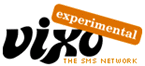 experimental
vixo
THE SMS NETWORK